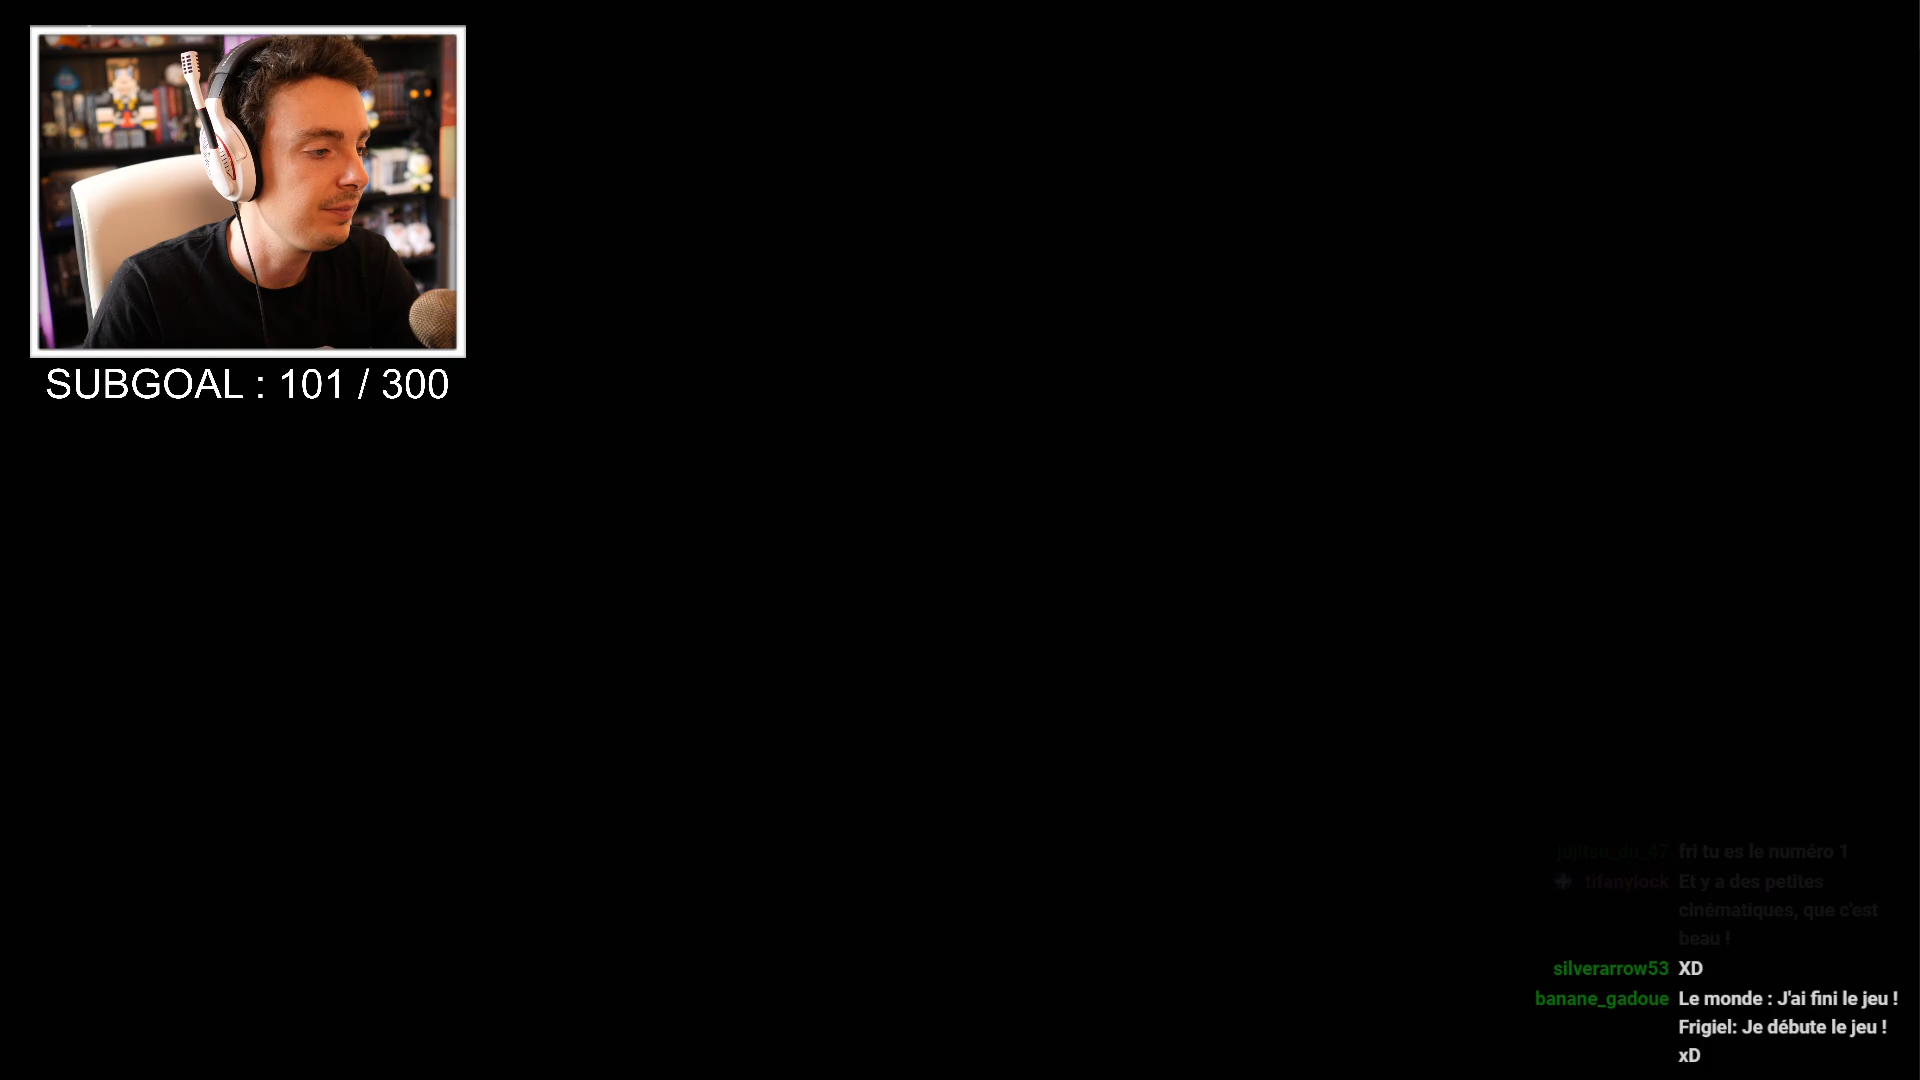 SUBGOAL : 101 / 300
jujitsu_du_47 fri tu es le numéro 1
tifanylock Et y a des petites
cinématiques, que c'est
beau !
silverarrow53 XD
banane_gadoue Le monde : J'ai fini le jeu !
Frigiel: Je débute le jeu !
xD